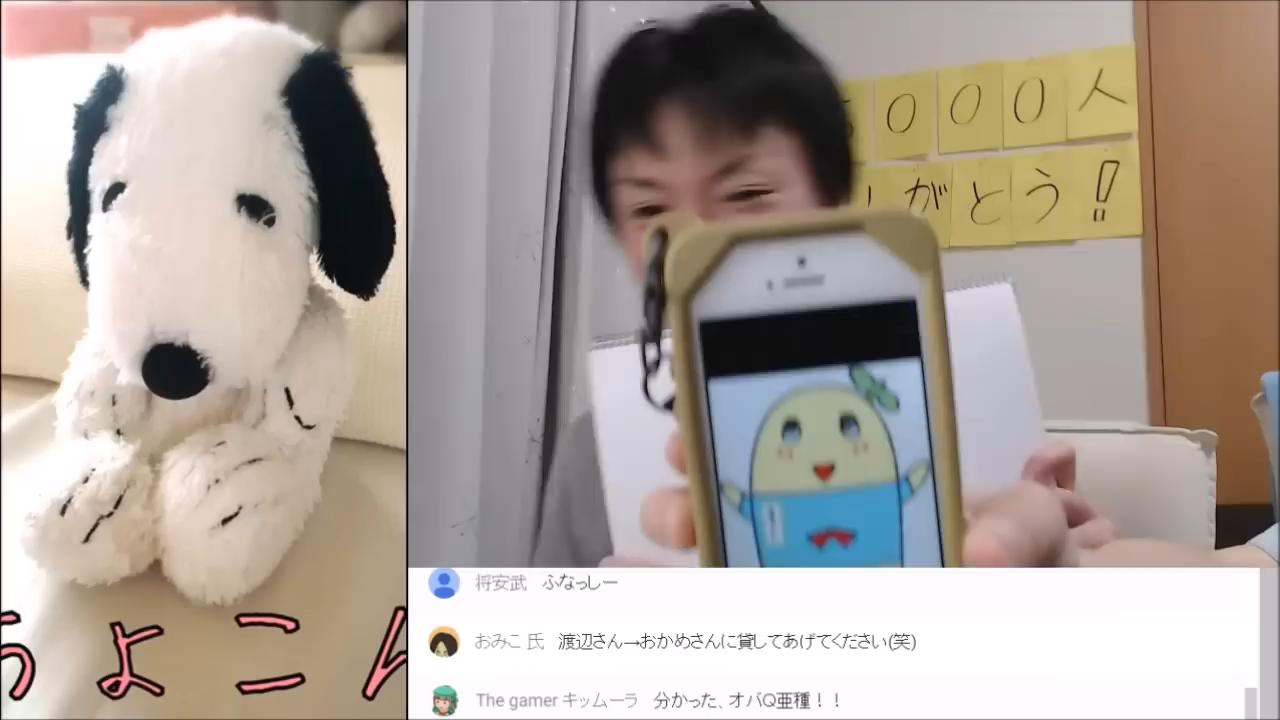 000人
がとう!
ょこ
将安武 ふなっしー
おみこ 氏 渡辺さん→おかめさんに貸してあげてください(笑)
The gamer キッムーラ 分かった、オバQ亜種!!